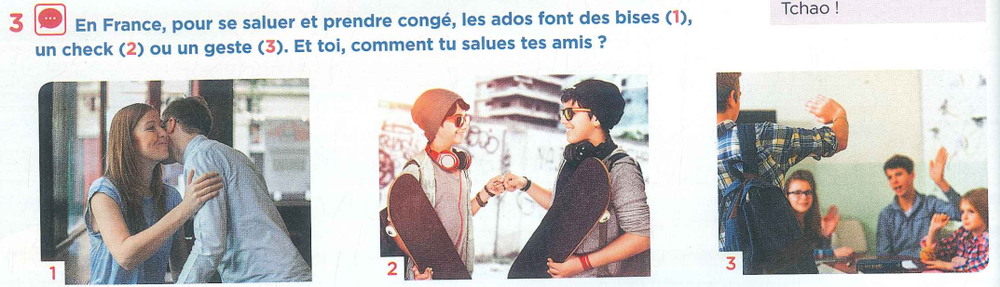 Tchao !
3 En France, pour se saluer et prendre congé, les ados font des bises (1),
un check (2) ou un geste (3). Et toi, comment tu salues tes amis ?
1
2
3